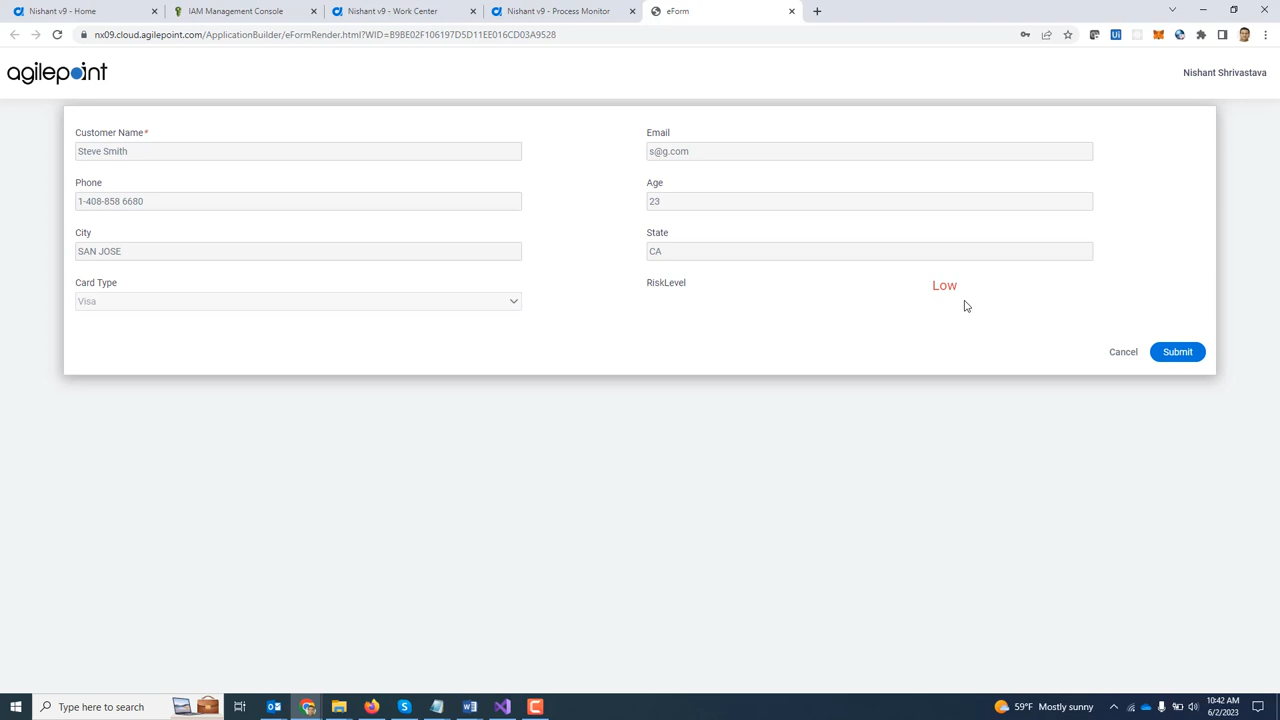 Nishant v9 - Home
IAM Management Console
Nishant v9 - Work Center
Nishant v9 - Process Monitor
eForm
nx09.cloud.agilepoint.com/ApplicationBuilder/eFormRender.html?WID=B9BE02F106197D5D11EE016CD03A9528
agilepoint
Nishant Shrivastava
Customer Name*
Email
Steve Smith
s@g.com
Phone
Age
1-408-858 6680
23
City
State
SAN JOSE
CA
Card Type
RiskLevel
Low
Visa
Cancel
Submit
Type here to search
59°F Mostly sunny
10:42 AM
6/2/2023